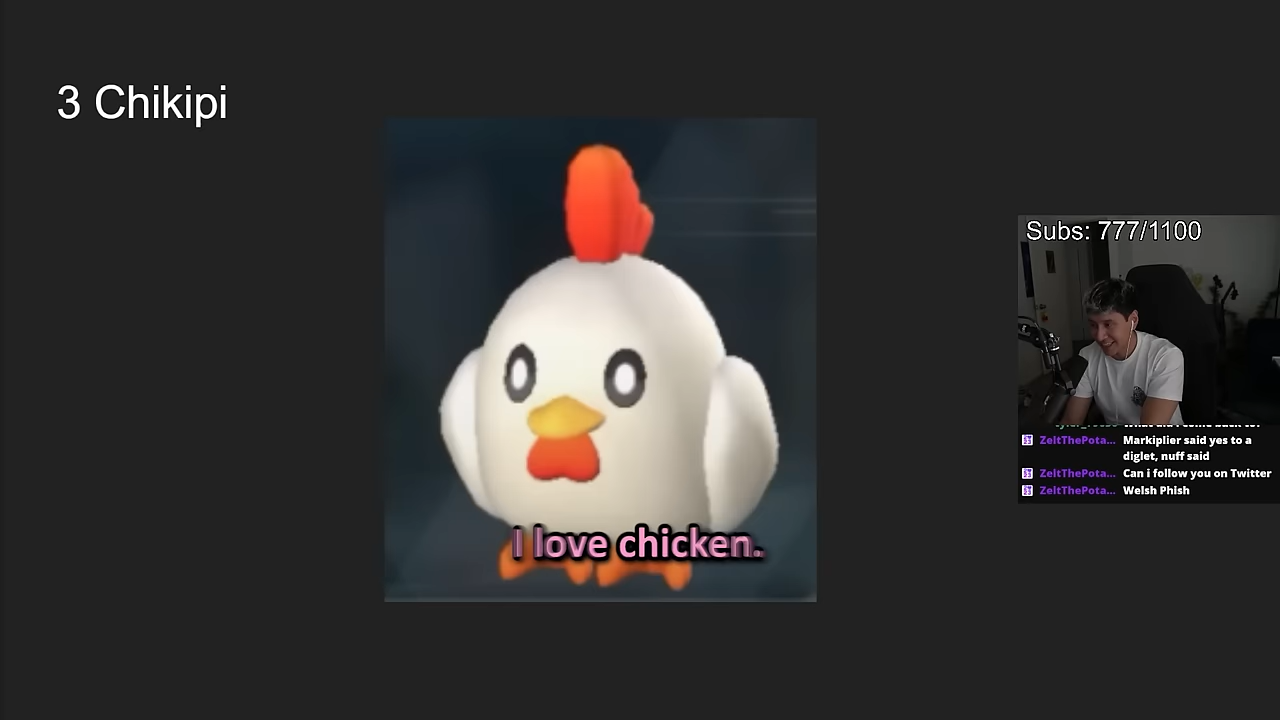 3 Chikipi
I love chicken.
Subs: 777/1100
ZeltThePota... Markiplier said yes to a
diglet, nuff said
ZeltThePota... Can i follow you on Twitter
ZeltThePota... Welsh Phish